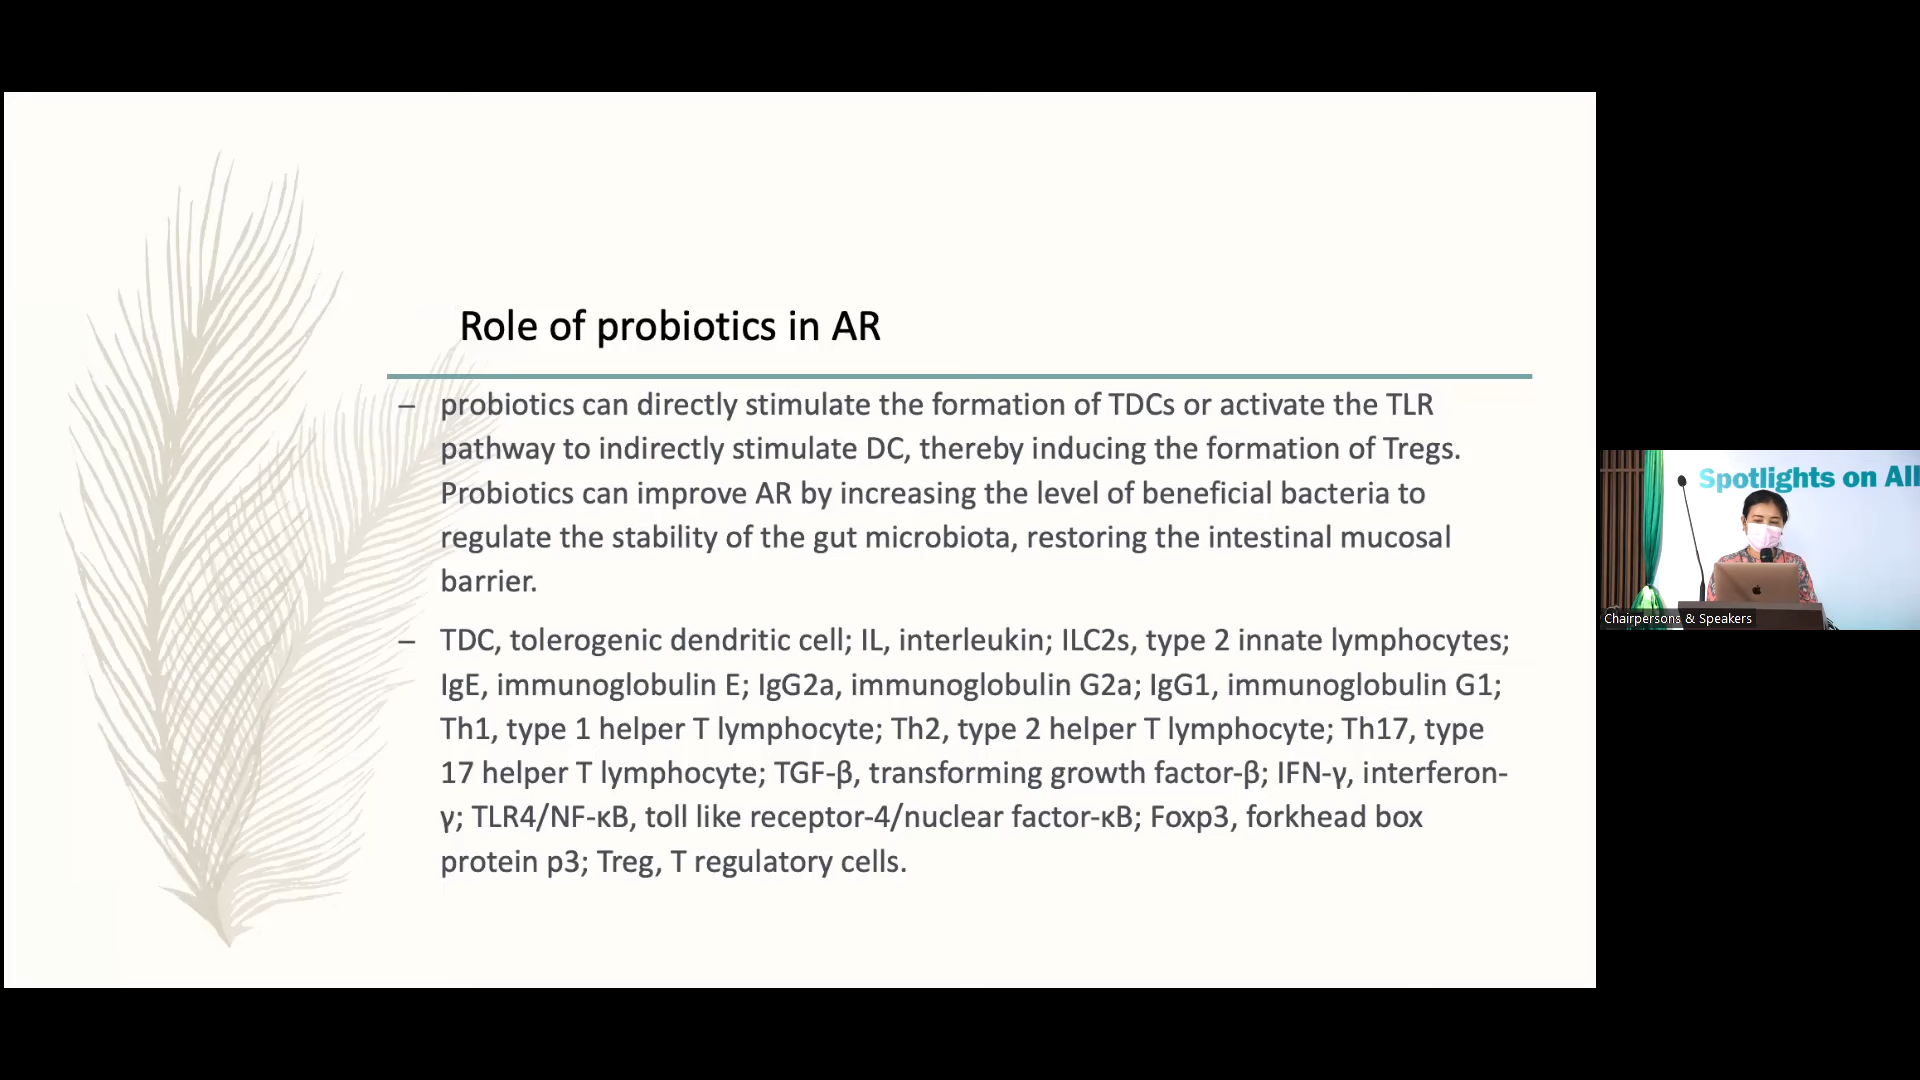 Role of probiotics in AR
– probiotics can directly stimulate the formation of TDCs or activate the TLR
pathway to indirectly stimulate DC, thereby inducing the formation of Tregs.
Probiotics can improve AR by increasing the level of beneficial bacteria to
regulate the stability of the gut microbiota, restoring the intestinal mucosal
barrier.
– TDC, tolerogenic dendritic cell; IL, interleukin; ILC2s, type 2 innate lymphocytes;
IgE, immunoglobulin E; IgG2a, immunoglobulin G2a; IgG1, immunoglobulin G1;
Th1, type 1 helper T lymphocyte; Th2, type 2 helper T lymphocyte; Th17, type
17 helper T lymphocyte; TGF-β, transforming growth factor-β; IFN-γ, interferon-
γ; TLR4/NF-κB, toll like receptor-4/nuclear factor-κB; Foxp3, forkhead box
protein p3; Treg, T regulatory cells.
Spotlights on All
Chairpersons & Speakers